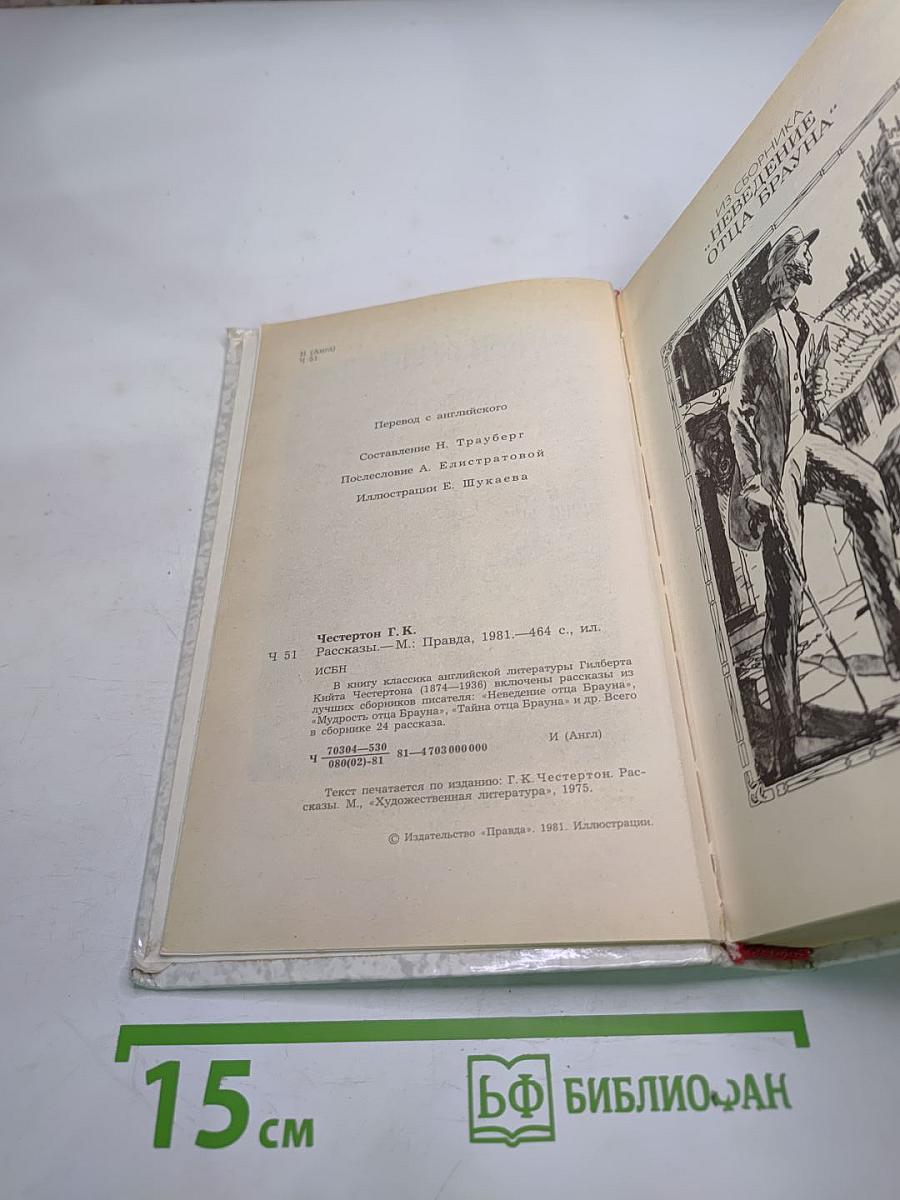 И (Англ)
Ч 51
Перевод с английского
Составление Н. Трауберг
Послесловие А. Елистратовой
Иллюстрации Е. Шукаева
Честертон Г. К.
Ч 51 Рассказы.— М.: Правда, 1981.—464 с., ил.
ИСБН
В книгу классика английской литературы Гилберта
Кийта Честертона (1874—1936) включены рассказы из
лучших сборников писателя: «Неведение отца Брауна»,
«Мудрость отца Брауна», «Тайна отца Брауна» и др. Всего
в сборнике 24 рассказа.
Ч 70304—530 81—4703000000
080(02)-81
И (Англ)
Текст печатается по изданию: Г. К. Честертон. Рас-
сказы. М., «Художественная литература», 1975.
© Издательство «Правда». 1981. Иллюстрации.
ИЗ СБОРНИКА
"НЕВЕДЕНИЕ
ОТЦА БРАУНА"
15 см
БФ БИБЛИОФАН